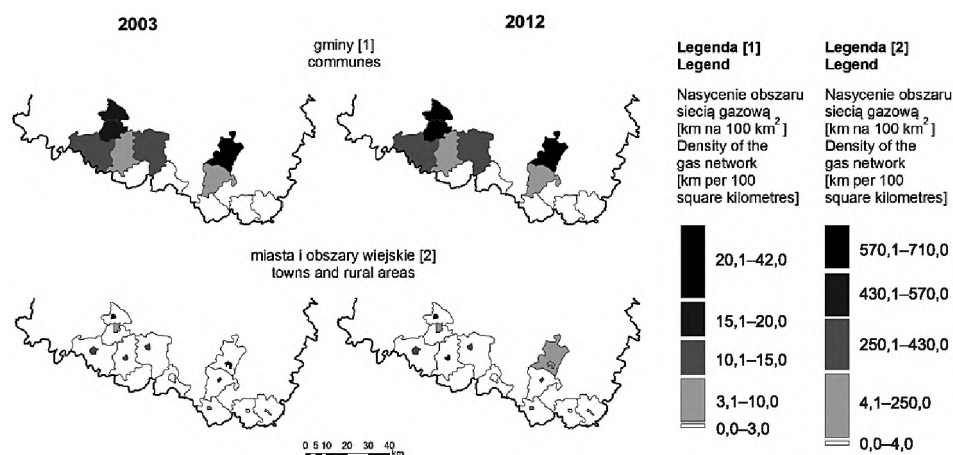 2003
2012
gminy [1]
communes
miasta i obszary wiejskie [2]
towns and rural areas
0 5 10 20 30 40 km
Legenda [1]
Legend
Nasycenie obszaru
siecią gazową
[km na 100 km²]
Density of the
gas network
[km per 100
square kilometres]
20,1–42,0
15,1–20,0
10,1–15,0
3,1–10,0
0,0–3,0
Legenda [2]
Legend
Nasycenie obszaru
siecią gazową
[km na 100 km²]
Density of the
gas network
[km per 100
square kilometres]
570,1–710,0
430,1–570,0
250,1–430,0
4,1–250,0
0,0–4,0